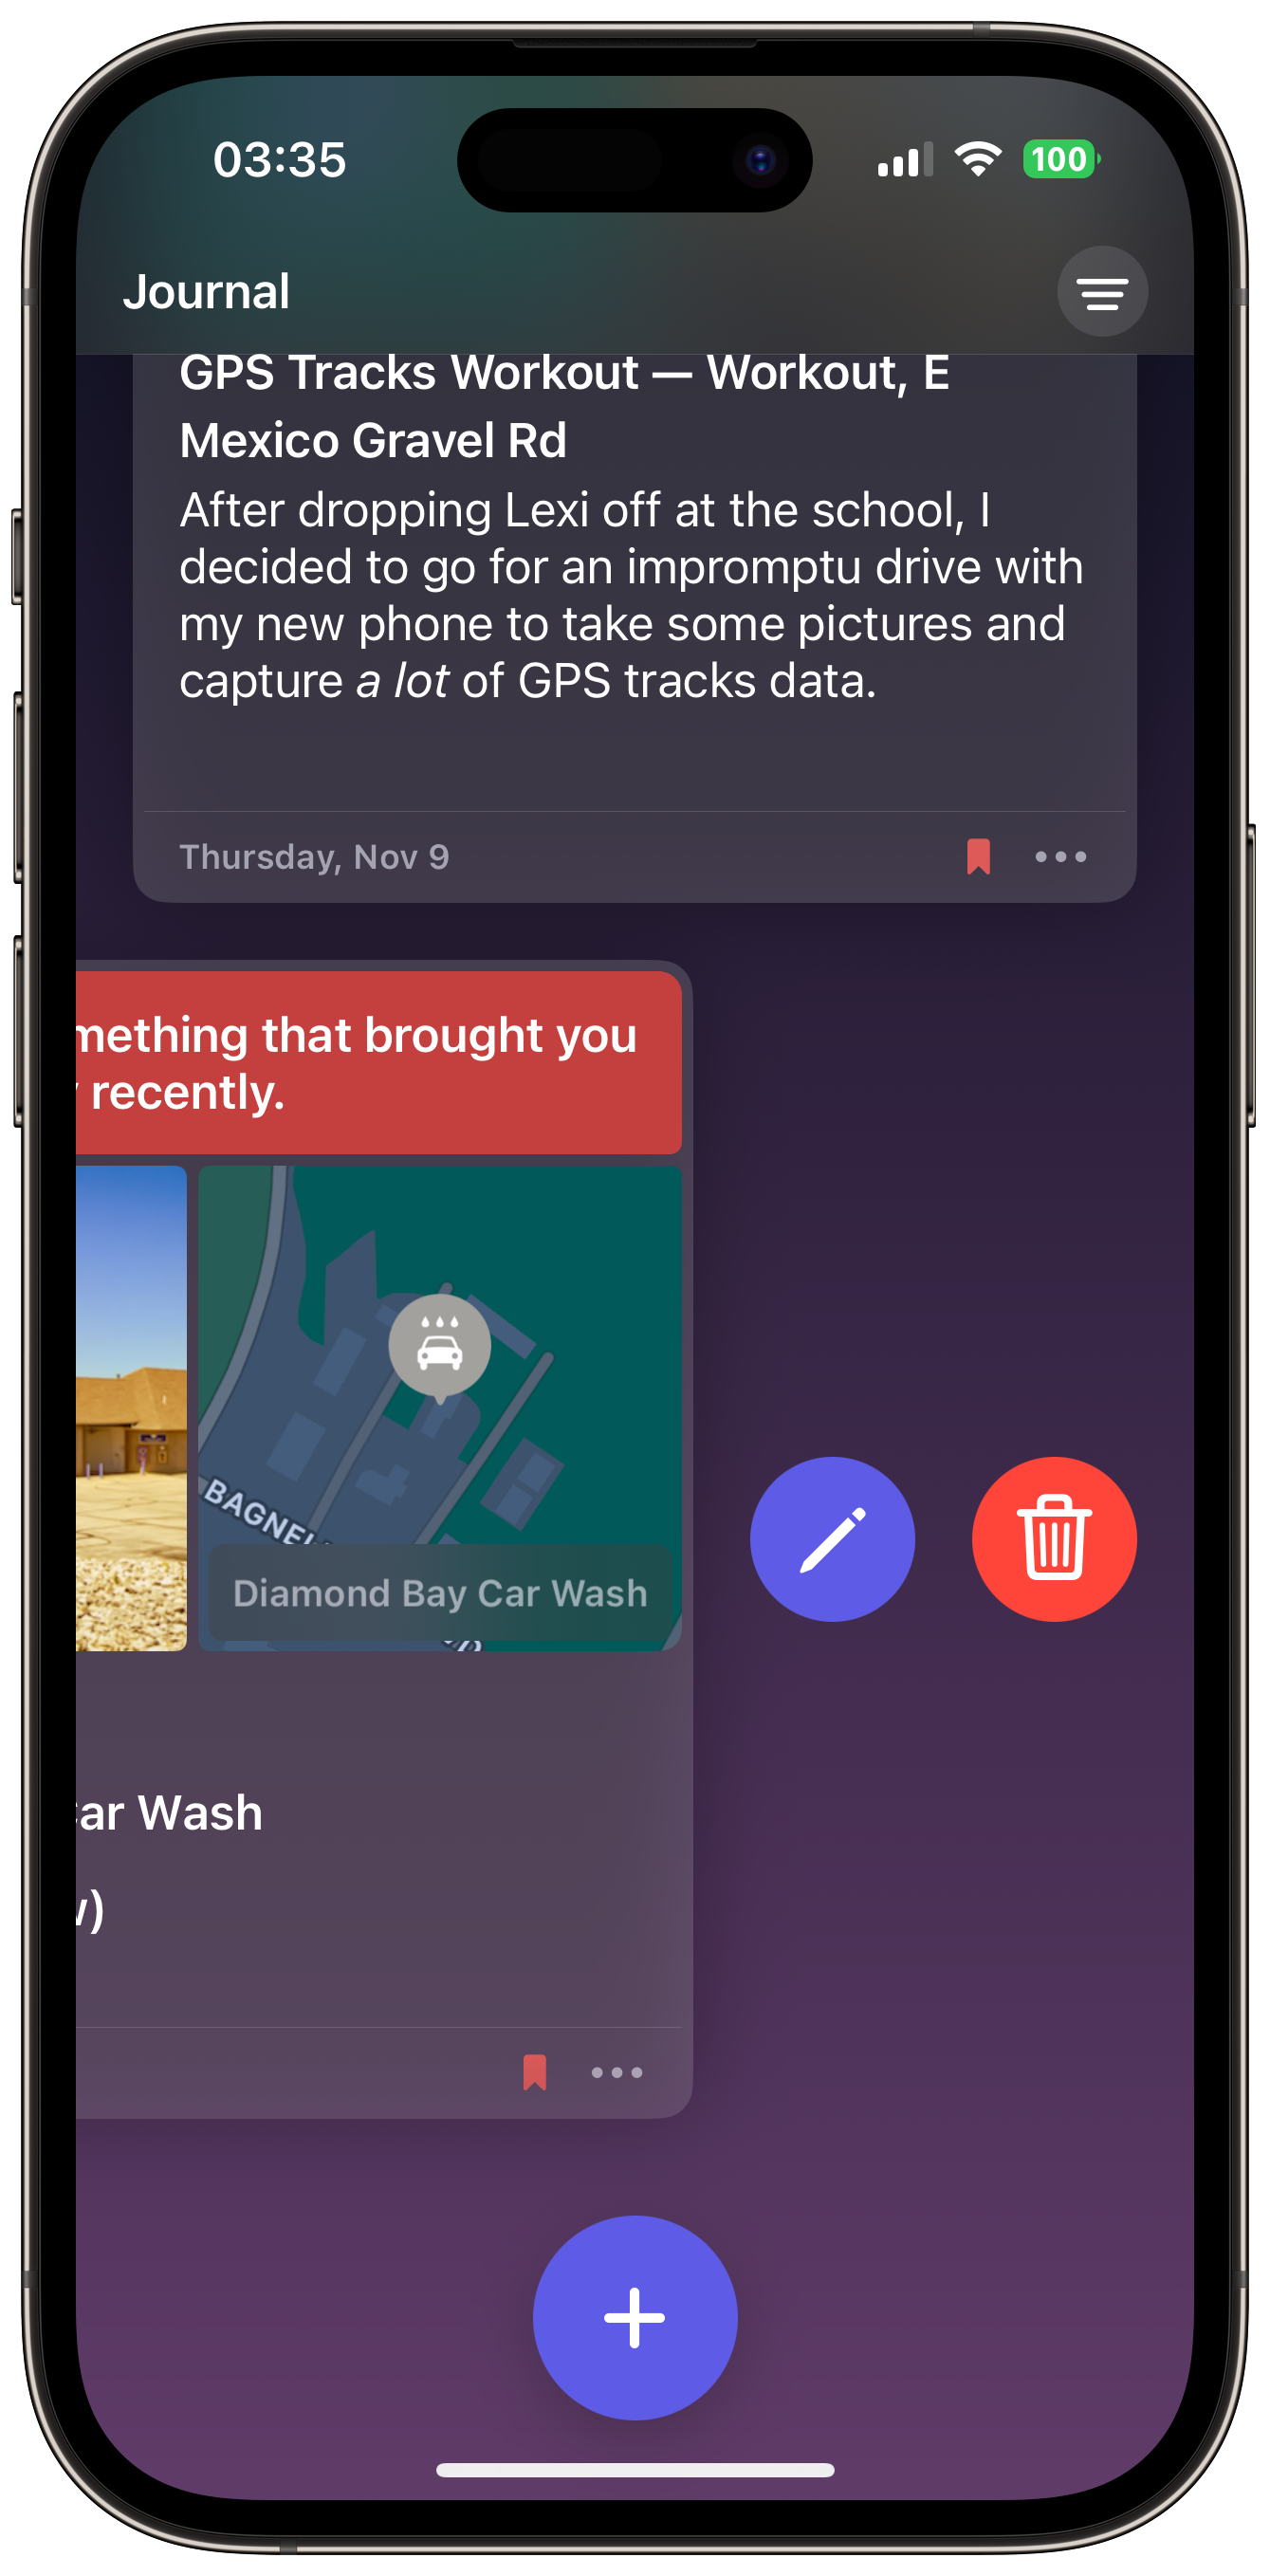 03:35
100
Journal
GPS Tracks Workout — Workout, E
Mexico Gravel Rd
After dropping Lexi off at the school, I
decided to go for an impromptu drive with
my new phone to take some pictures and
capture a lot of GPS tracks data.
Thursday, Nov 9
mething that brought you
recently.
BAGNEL
Diamond Bay Car Wash
ar Wash
)